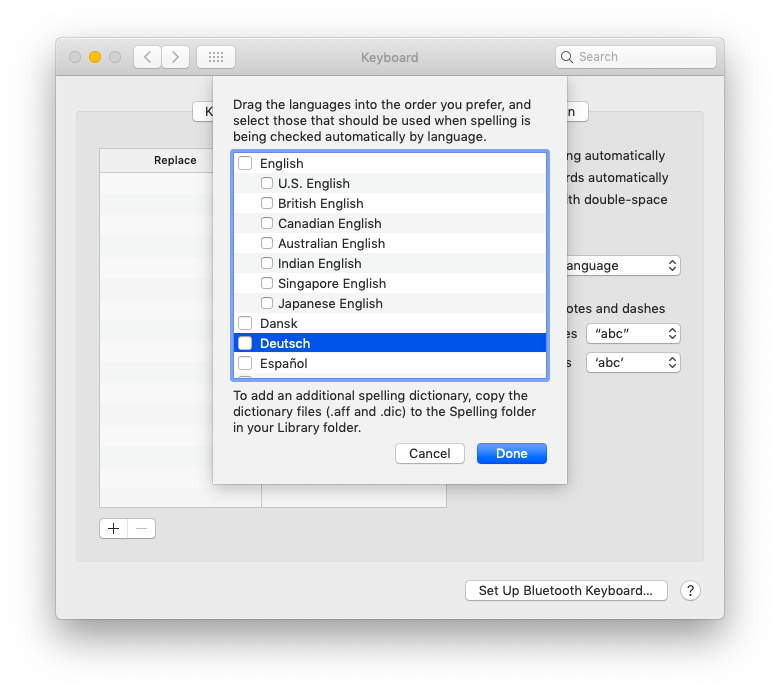 Keyboard
Search
Drag the languages into the order you prefer, and
select those that should be used when spelling is
being checked automatically by language.
Replace
English
U.S. English
British English
Canadian English
Australian English
Indian English
Singapore English
Japanese English
Dansk
Deutsch
Español
To add an additional spelling dictionary, copy the
dictionary files (.aff and .dic) to the Spelling folder
in your Library folder.
Cancel
Done
K
n
ng automatically
rds automatically
th double-space
anguage
otes and dashes
es
“abc”
s
‘abc’
Set Up Bluetooth Keyboard...
?